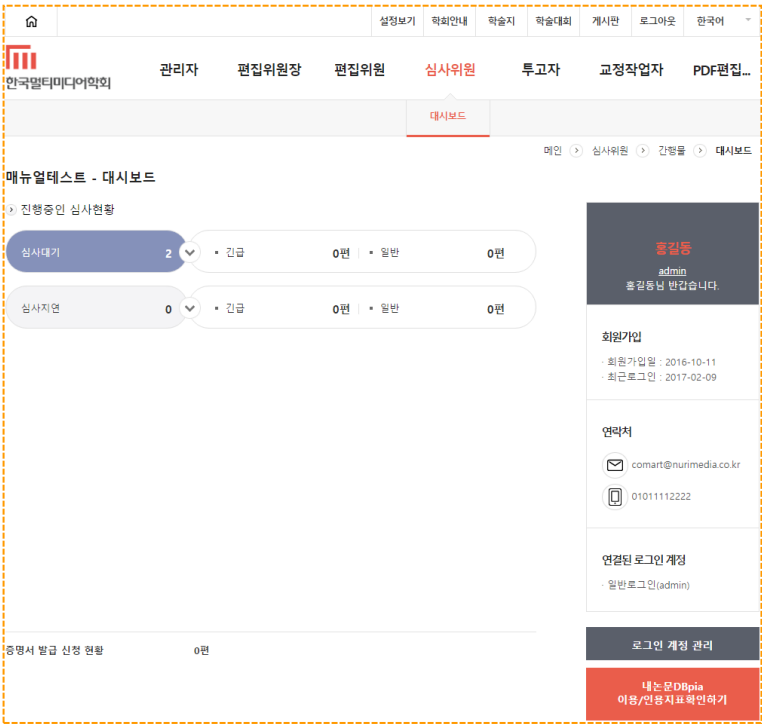 설정보기 학회안내 학술지 학술대회 게시판 로그아웃 한국어
한국멀티미디어학회 관리자 편집위원장 편집위원 심사위원 투고자 교정작업자 PDF편집...
대시보드
메인 심사위원 간행물 대시보드
매뉴얼테스트 - 대시보드
진행중인 심사현황
심사대기 2 ▪ 긴급 0편 ▪ 일반 0편
심사지연 0 ▪ 긴급 0편 ▪ 일반 0편
증명서 발급 신청 현황 0편
홍길동
admin
홍길동님 반갑습니다.
회원가입
· 회원가입일 : 2016-10-11
· 최근로그인 : 2017-02-09
연락처
comart@nurimedia.co.kr
01011112222
연결된 로그인 계정
· 일반로그인(admin)
로그인 계정 관리
내논문DBpia
이용/인용지표확인하기